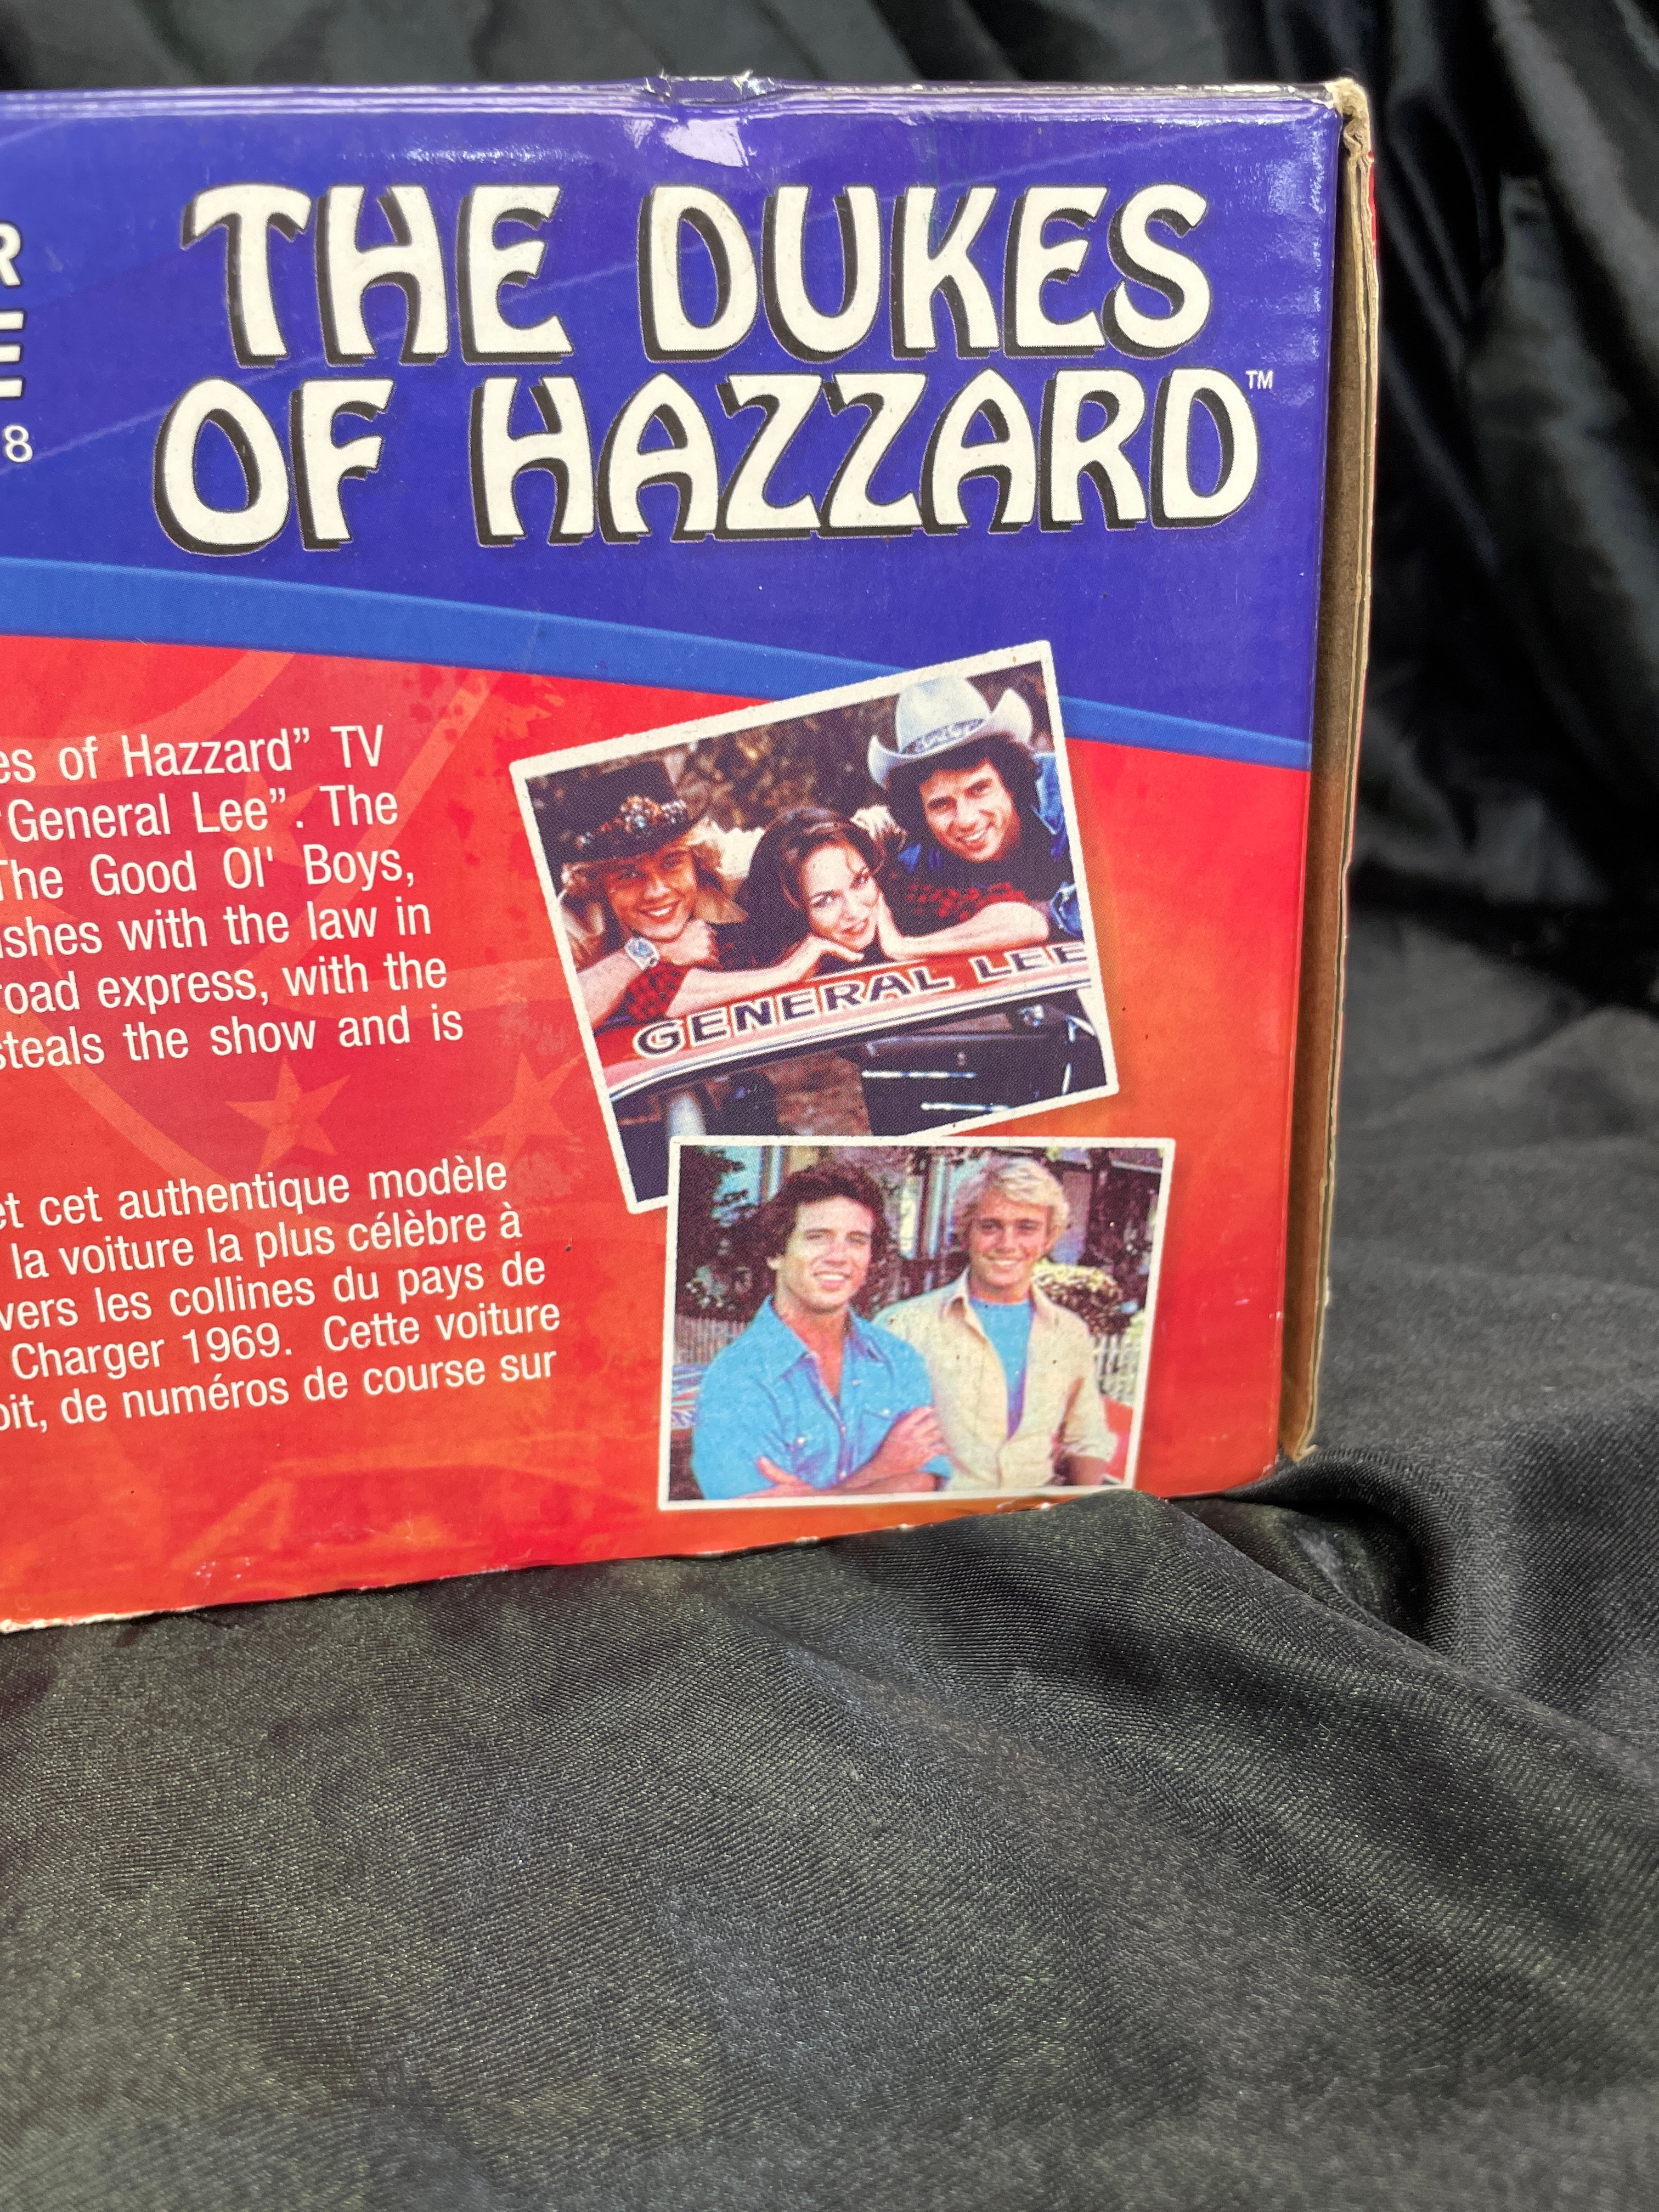 R
E
8
THE DUKES
OF HAZZARD™
es of Hazzard” TV
“General Lee”. The
The Good Ol' Boys,
ishes with the law in
road express, with the
steals the show and is
GENERAL LEE
et cet authentique modèle
la voiture la plus célèbre à
vers les collines du pays de
Charger 1969. Cette voiture
oit, de numéros de course sur